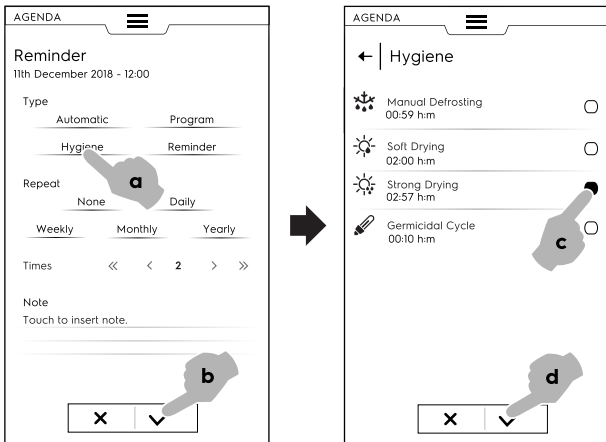 AGENDA
Reminder
11th December 2018 - 12:00
Type
Automatic Program
Hygiene Reminder
a
Repeat
None Daily
Weekly Monthly Yearly
Times « < 2 > »
Note
Touch to insert note.
b
AGENDA
Hygiene
Manual Defrosting
00:59 h:m
Soft Drying
02:00 h:m
Strong Drying
02:57 h:m
Germicidal Cycle
00:10 h:m
c
d